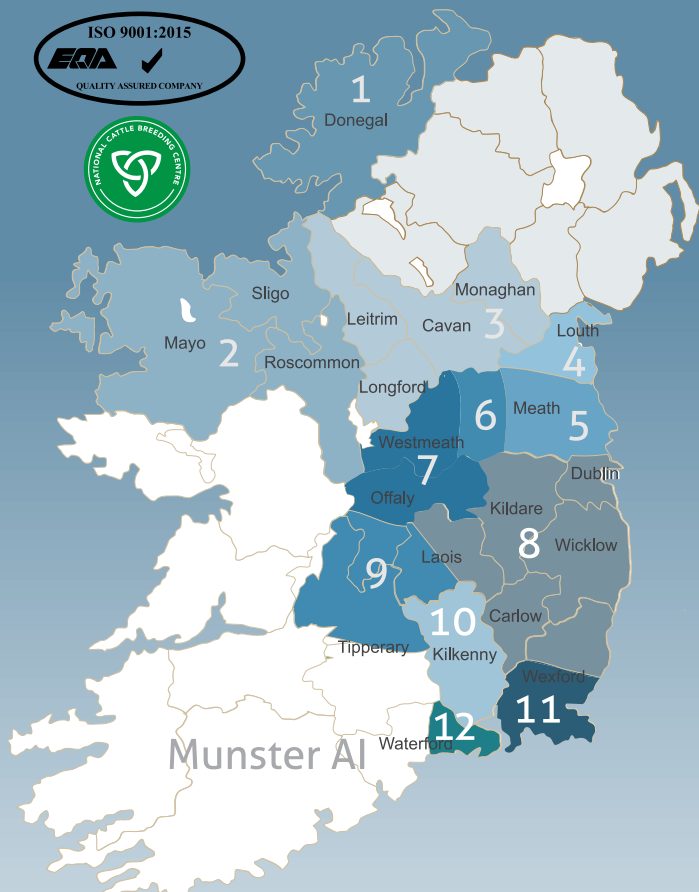 ISO 9001:2015
EQA
QUALITY ASSURED COMPANY
NATIONAL CATTLE BREEDING CENTRE
1
Donegal
Monaghan
Sligo
Leitrim
Cavan
3
Louth
Mayo
2
Roscommon
4
Longford
6
Meath
5
Westmeath
7
Dublin
Offaly
Kildare
8
Wicklow
Laois
9
10
Carlow
Tipperary
Kilkenny
Wexford
11
12
Waterford
Munster AI